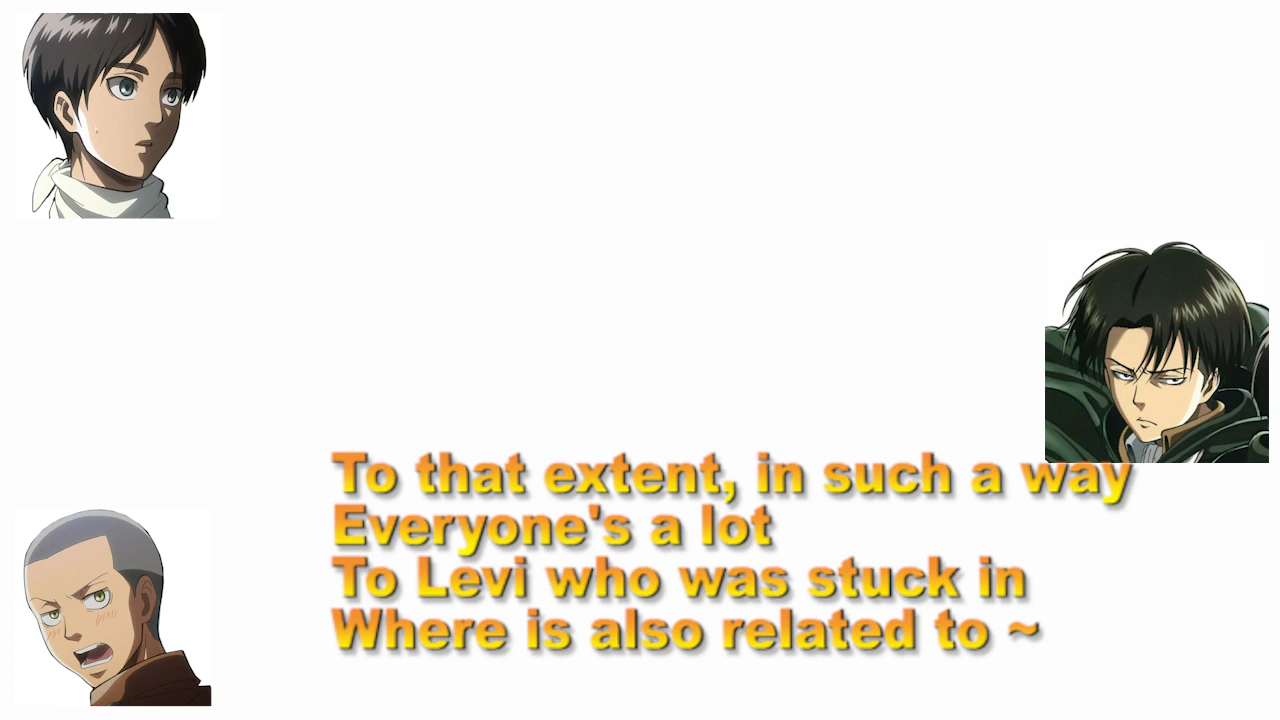 To that extent, in such a way
Everyone's a lot
To Levi who was stuck in
Where is also related to ~